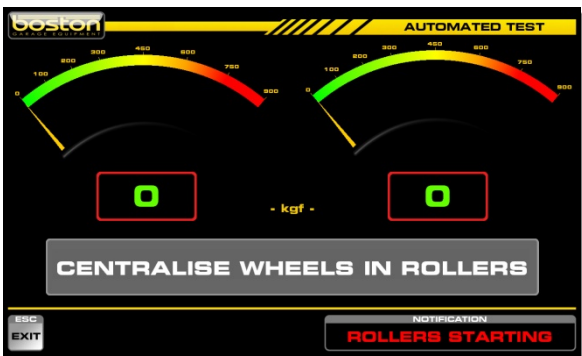 boston
GARAGE EQUIPMENT
AUTOMATED TEST
0
100
200
300
450
600
750
900
0
100
200
300
450
600
750
900
0
0
- kgf -
CENTRALISE WHEELS IN ROLLERS
ESC
EXIT
NOTIFICATION
ROLLERS STARTING